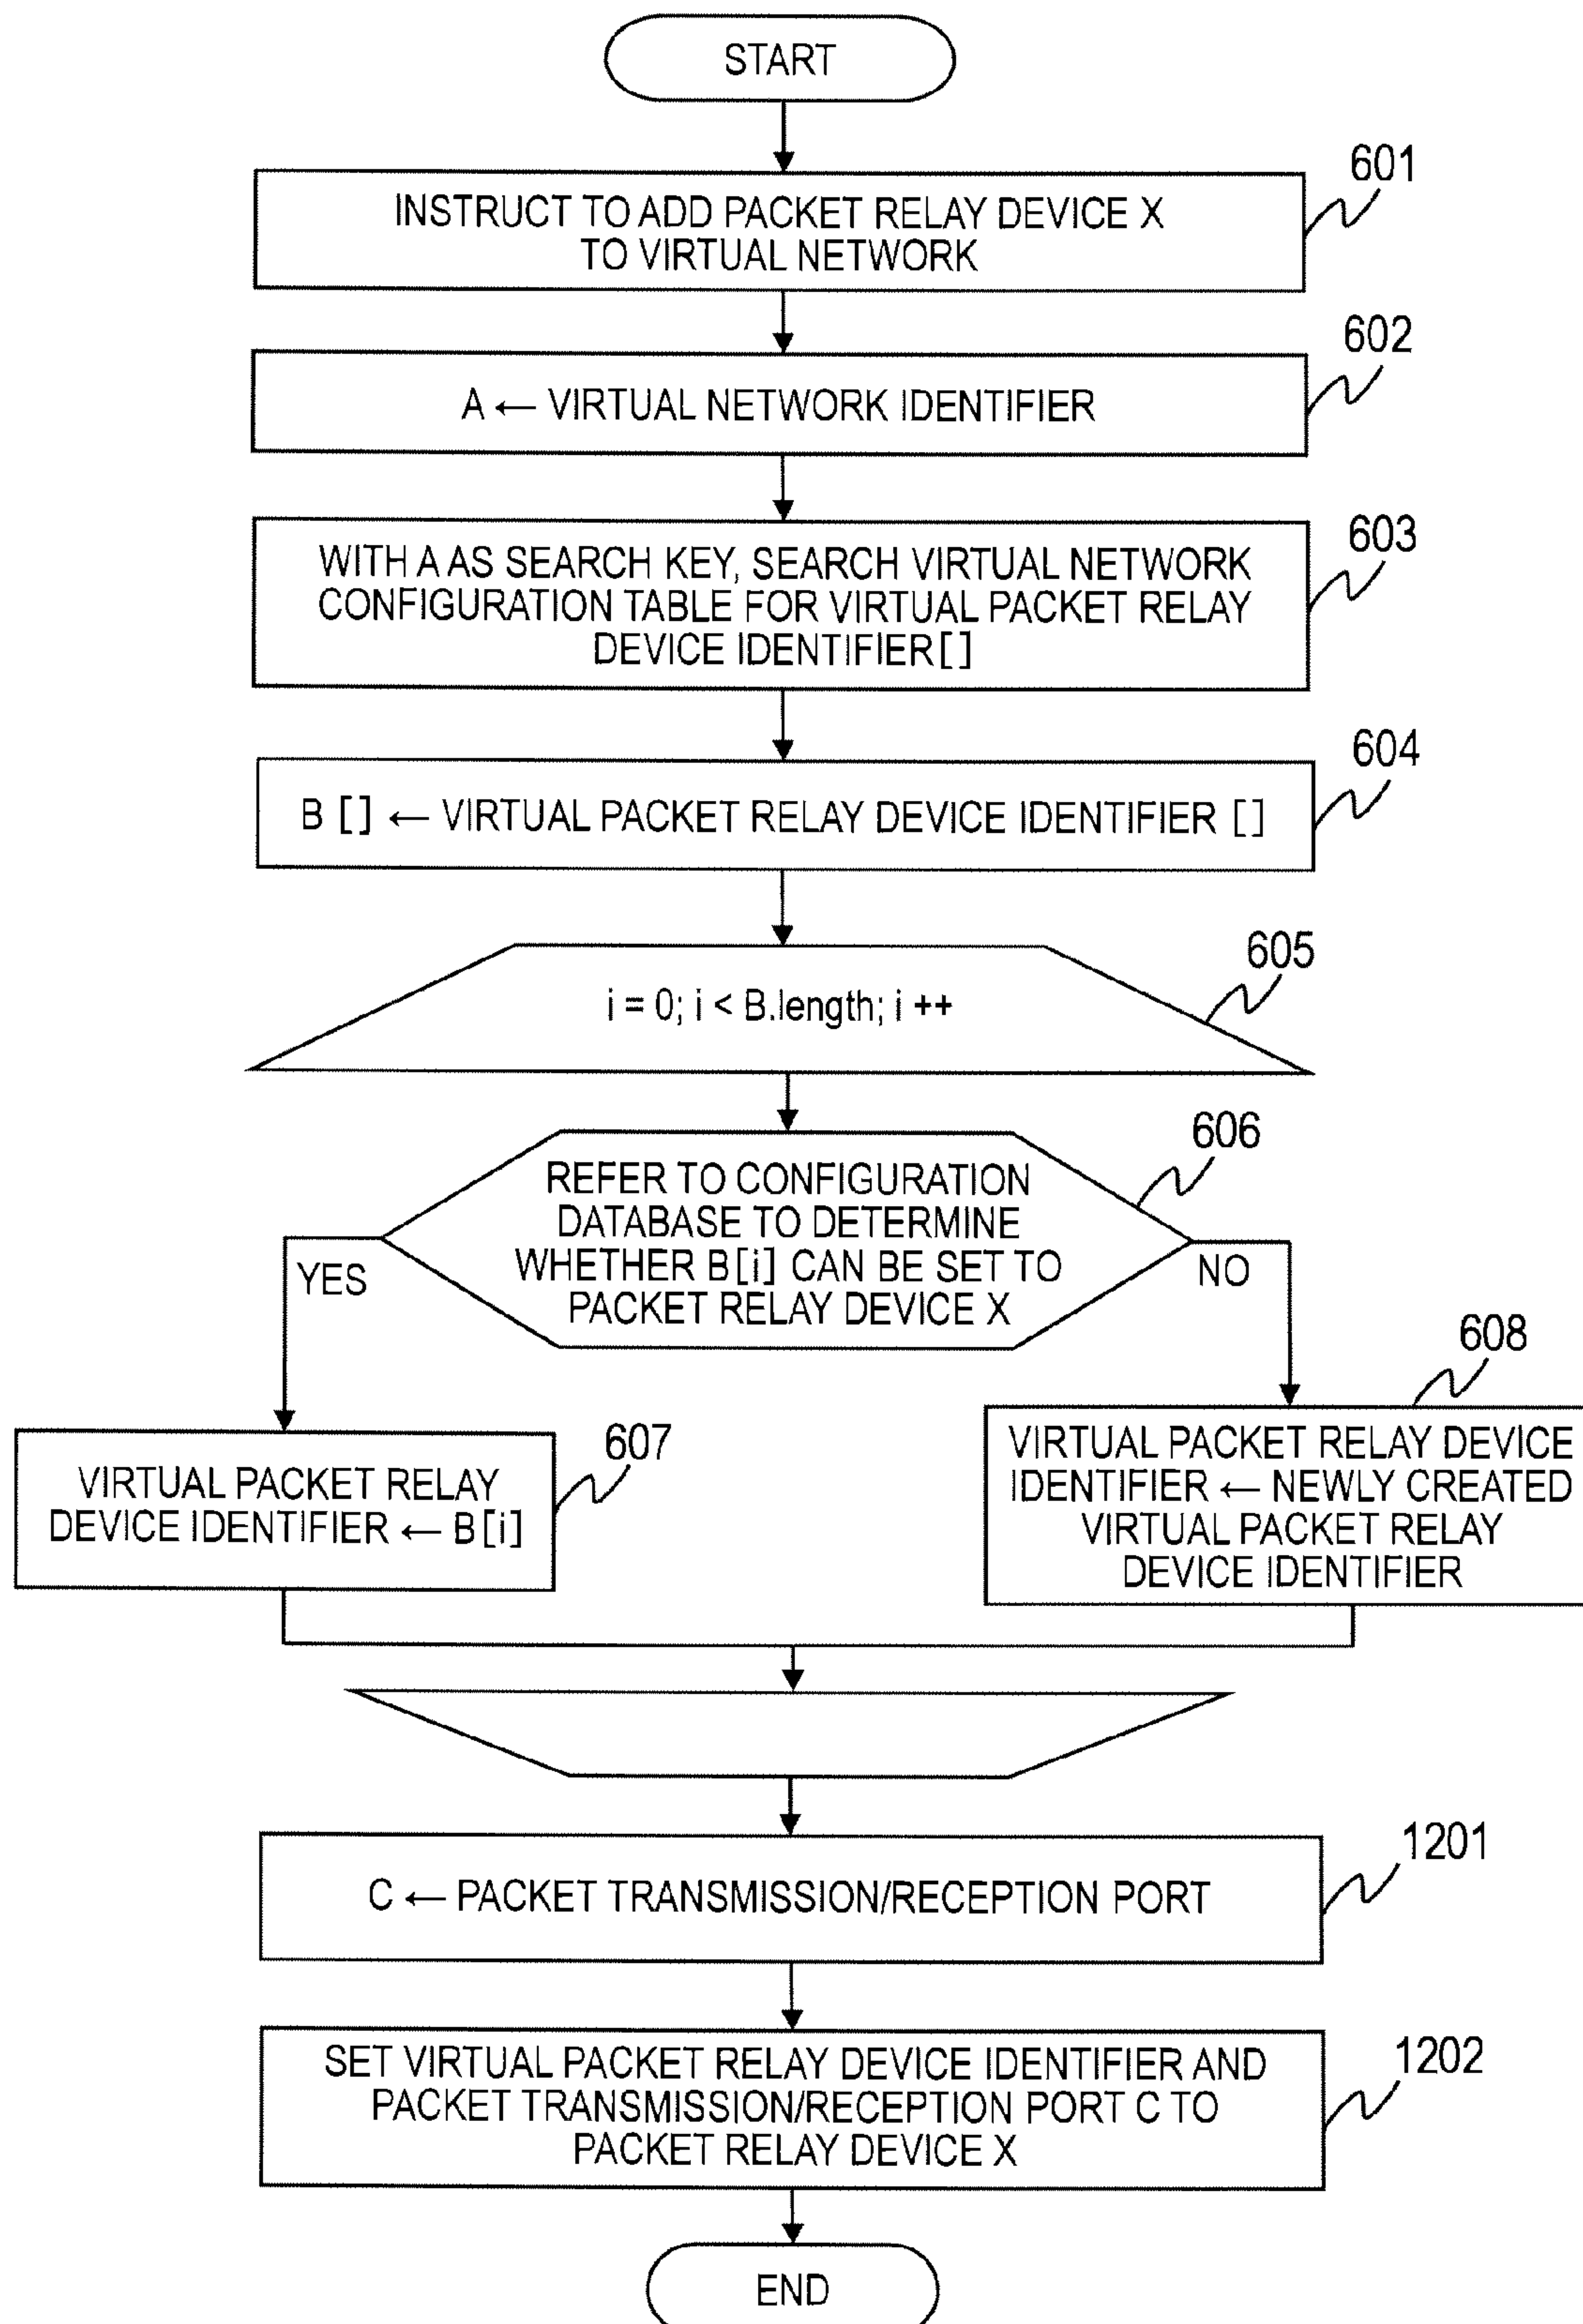 START
601
INSTRUCT TO ADD PACKET RELAY DEVICE X
TO VIRTUAL NETWORK
602
A ← VIRTUAL NETWORK IDENTIFIER
603
WITH A AS SEARCH KEY, SEARCH VIRTUAL NETWORK
CONFIGURATION TABLE FOR VIRTUAL PACKET RELAY
DEVICE IDENTIFIER[]
604
B [] ← VIRTUAL PACKET RELAY DEVICE IDENTIFIER []
605
i = 0; i < B.length; i ++
606
REFER TO CONFIGURATION
DATABASE TO DETERMINE
WHETHER B[i] CAN BE SET TO
PACKET RELAY DEVICE X
YES
NO
607
VIRTUAL PACKET RELAY
DEVICE IDENTIFIER ← B[i]
608
VIRTUAL PACKET RELAY DEVICE
IDENTIFIER ← NEWLY CREATED
VIRTUAL PACKET RELAY
DEVICE IDENTIFIER
1201
C ← PACKET TRANSMISSION/RECEPTION PORT
1202
SET VIRTUAL PACKET RELAY DEVICE IDENTIFIER AND
PACKET TRANSMISSION/RECEPTION PORT C TO
PACKET RELAY DEVICE X
END